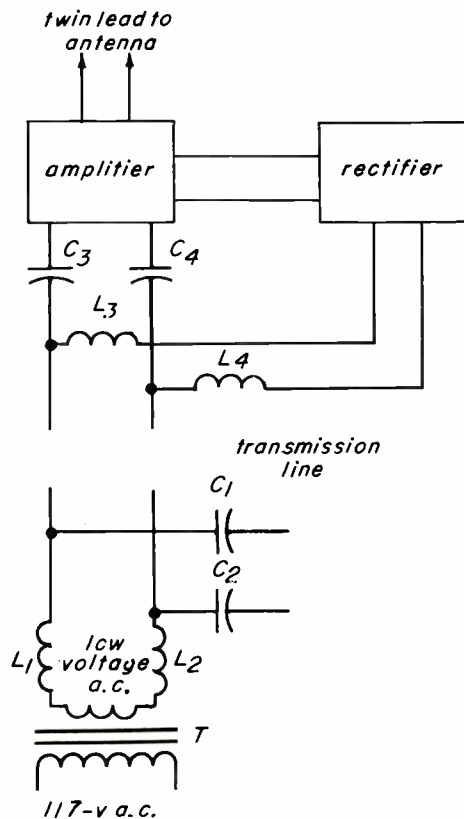 twin lead to
antenna
amplitier
rectifier
C3
C4
L3
L4
transmission
line
C1
C2
L1
lcw
voltage
a.c.
L2
T
117-v a.c.